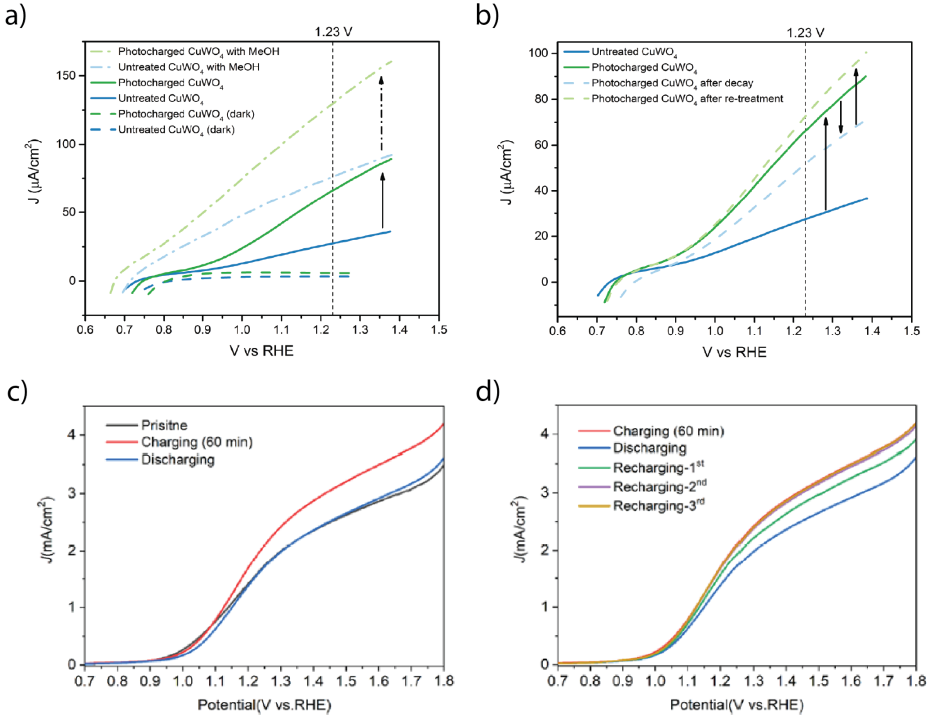 a)
1.23 V
Photocharged CuWO₄ with MeOH
Untreated CuWO₄ with MeOH
Photocharged CuWO₄
Untreated CuWO₄
Photocharged CuWO₄ (dark)
Untreated CuWO₄ (dark)
J (μA/cm²)
150
100
50
0
0.6 0.7 0.8 0.9 1.0 1.1 1.2 1.3 1.4 1.5
V vs RHE
b)
1.23 V
Untreated CuWO₄
Photocharged CuWO₄
Photocharged CuWO₄ after decay
Photocharged CuWO₄ after re-treatment
J (μA/cm²)
100
80
60
40
20
0
0.6 0.7 0.8 0.9 1.0 1.1 1.2 1.3 1.4 1.5
V vs RHE
c)
Prisitne
Charging (60 min)
Discharging
J/(mA/cm²)
4
3
2
1
0
0.7 0.8 0.9 1.0 1.1 1.2 1.3 1.4 1.5 1.6 1.7 1.8
Potential(V vs.RHE)
d)
Charging (60 min)
Discharging
Recharging-1ˢᵗ
Recharging-2ⁿᵈ
Recharging-3ʳᵈ
J/(mA/cm²)
4
3
2
1
0
0.7 0.8 0.9 1.0 1.1 1.2 1.3 1.4 1.5 1.6 1.7 1.8
Potential(V vs.RHE)